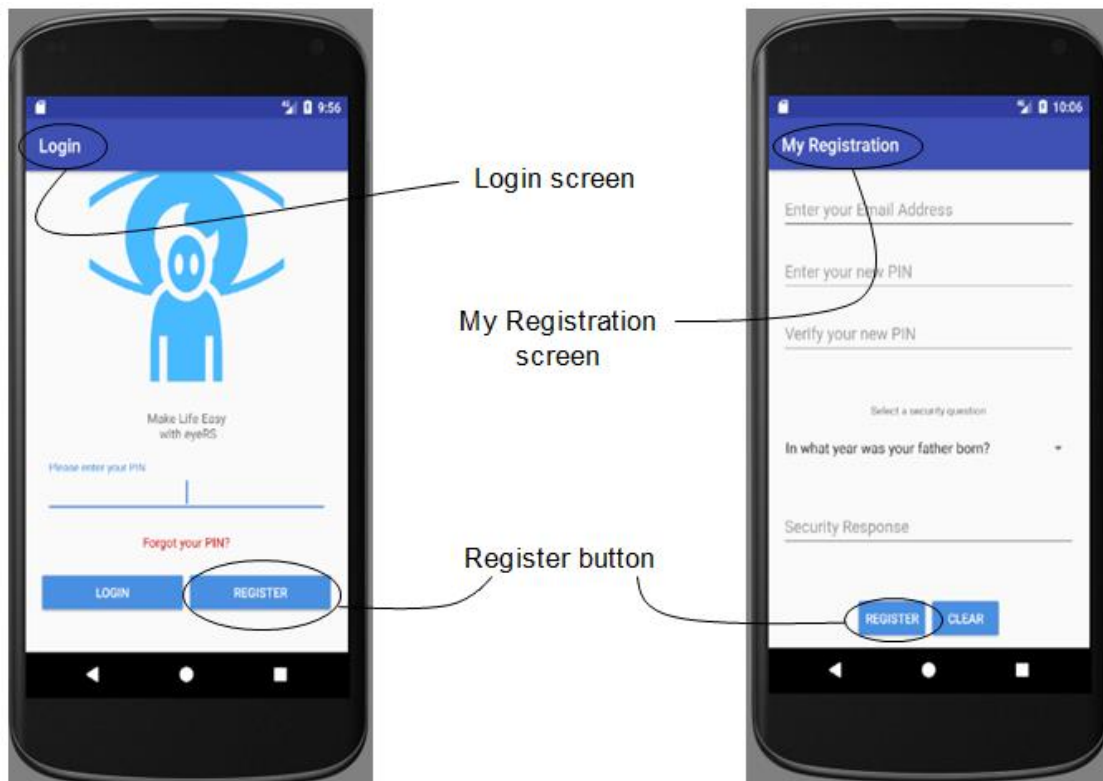 9:56
Login
Make Life Easy
with eyeRS
Please enter your PIN
Forgot your PIN?
LOGIN
REGISTER
Login screen
My Registration
screen
Register button
10:06
My Registration
Enter your Email Address
Enter your new PIN
Verify your new PIN
Select a security question
In what year was your father born?
Security Response
REGISTER
CLEAR